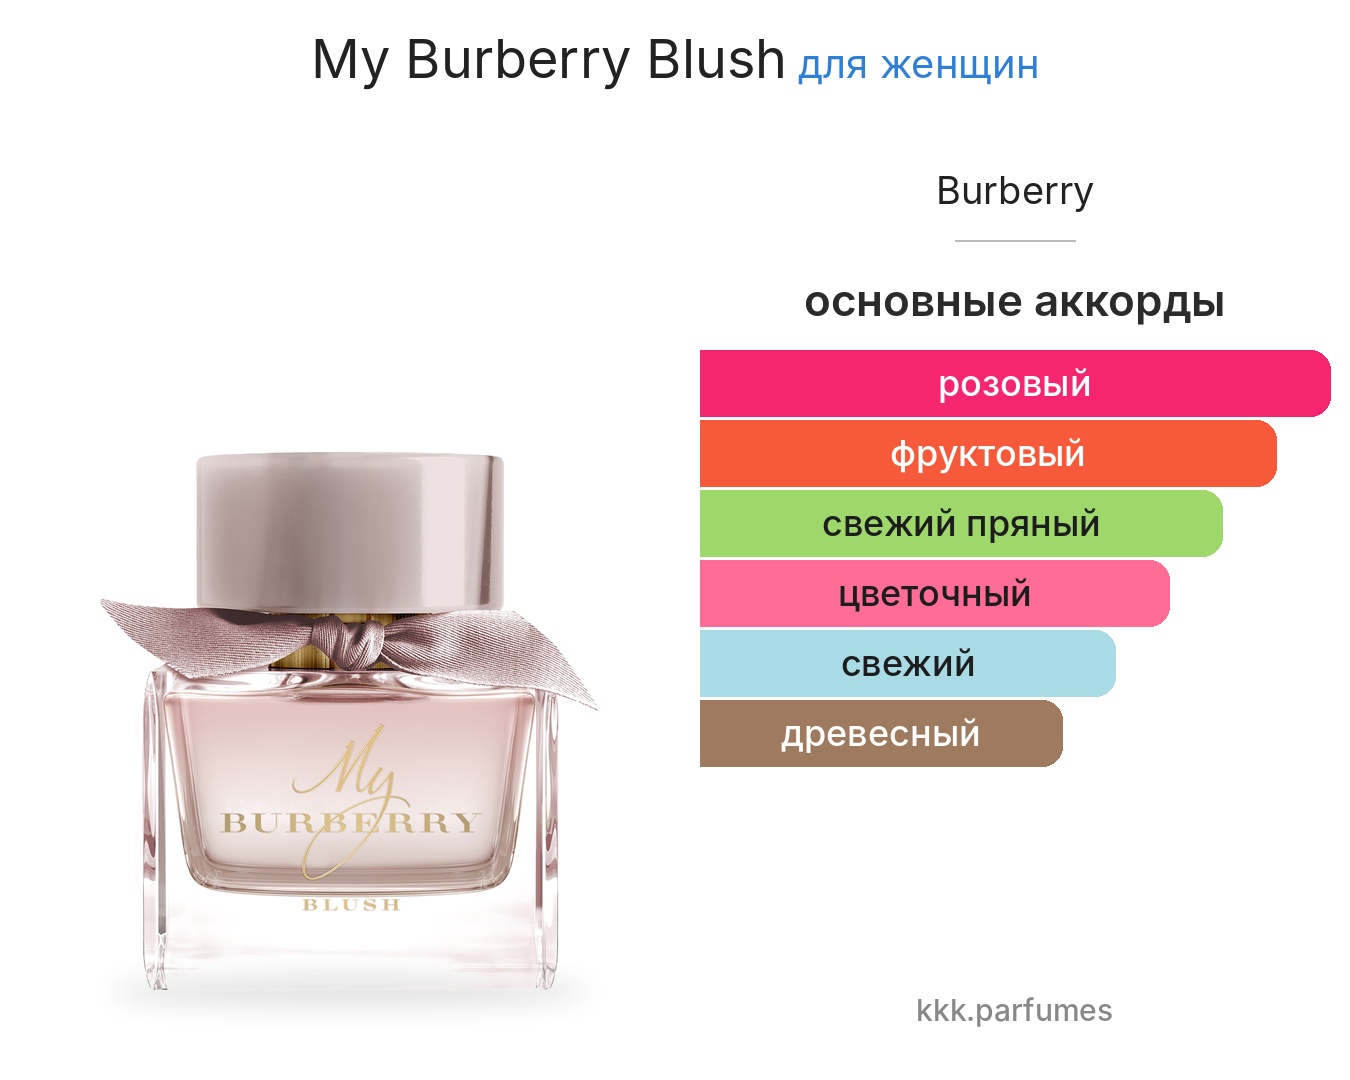 My Burberry Blush для женщин
Burberry
основные аккорды
розовый
фруктовый
свежий пряный
цветочный
свежий
древесный
My
BURBERRY
BLUSH
kkk.parfumes